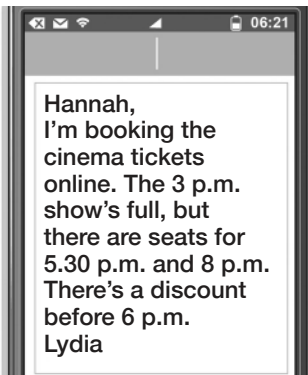 06:21
Hannah,
I'm booking the
cinema tickets
online. The 3 p.m.
show's full, but
there are seats for
5.30 p.m. and 8 p.m.
There's a discount
before 6 p.m.
Lydia